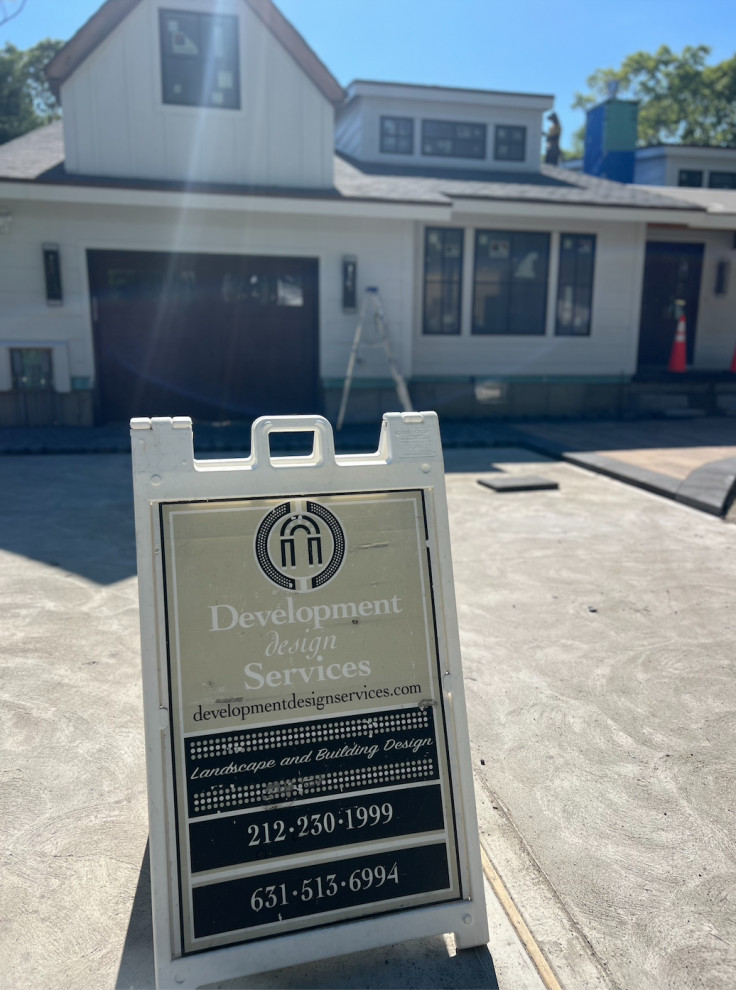 Development
design
Services
developmentdesignservices.com
Landscape and Building Design
212·230·1999
631·513·6994